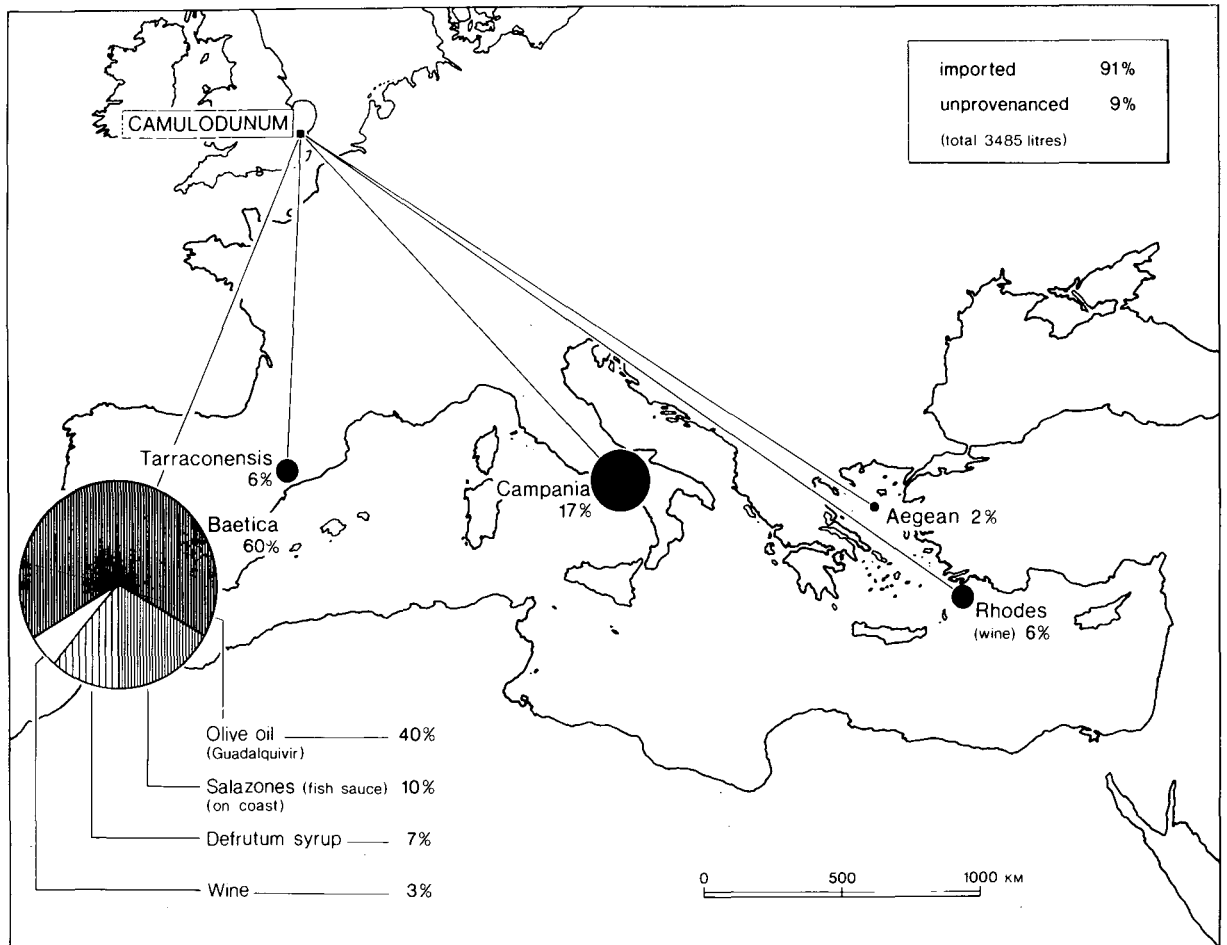 imported 91%
unprovenanced 9%
(total 3485 litres)
CAMULODUNUM
Tarraconensis
6%
Baetica
60%
Campania
17%
Aegean 2%
Rhodes
(wine) 6%
Olive oil 40%
(Guadalquivir)
Salazones (fish sauce) 10%
(on coast)
Defrutum syrup 7%
Wine 3%
0 500 1000 KM